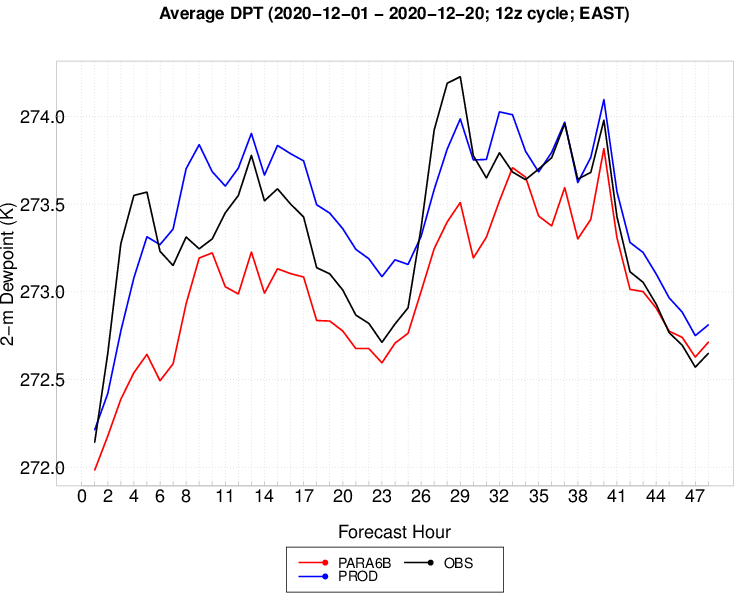 Average DPT (2020−12−01 − 2020−12−20; 12z cycle; EAST)
2−m Dewpoint (K)
274.0
273.5
273.0
272.5
272.0
0 2 4 6 8 11 14 17 20 23 26 29 32 35 38 41 44 47
Forecast Hour
PARA6B OBS
PROD